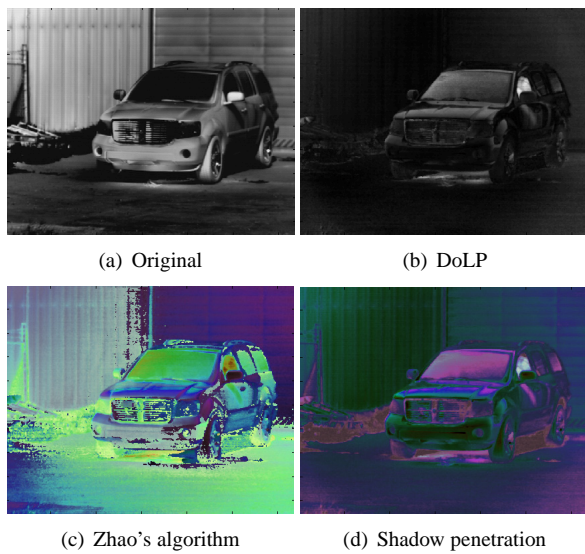 (a) Original
(b) DoLP
(c) Zhao's algorithm
(d) Shadow penetration